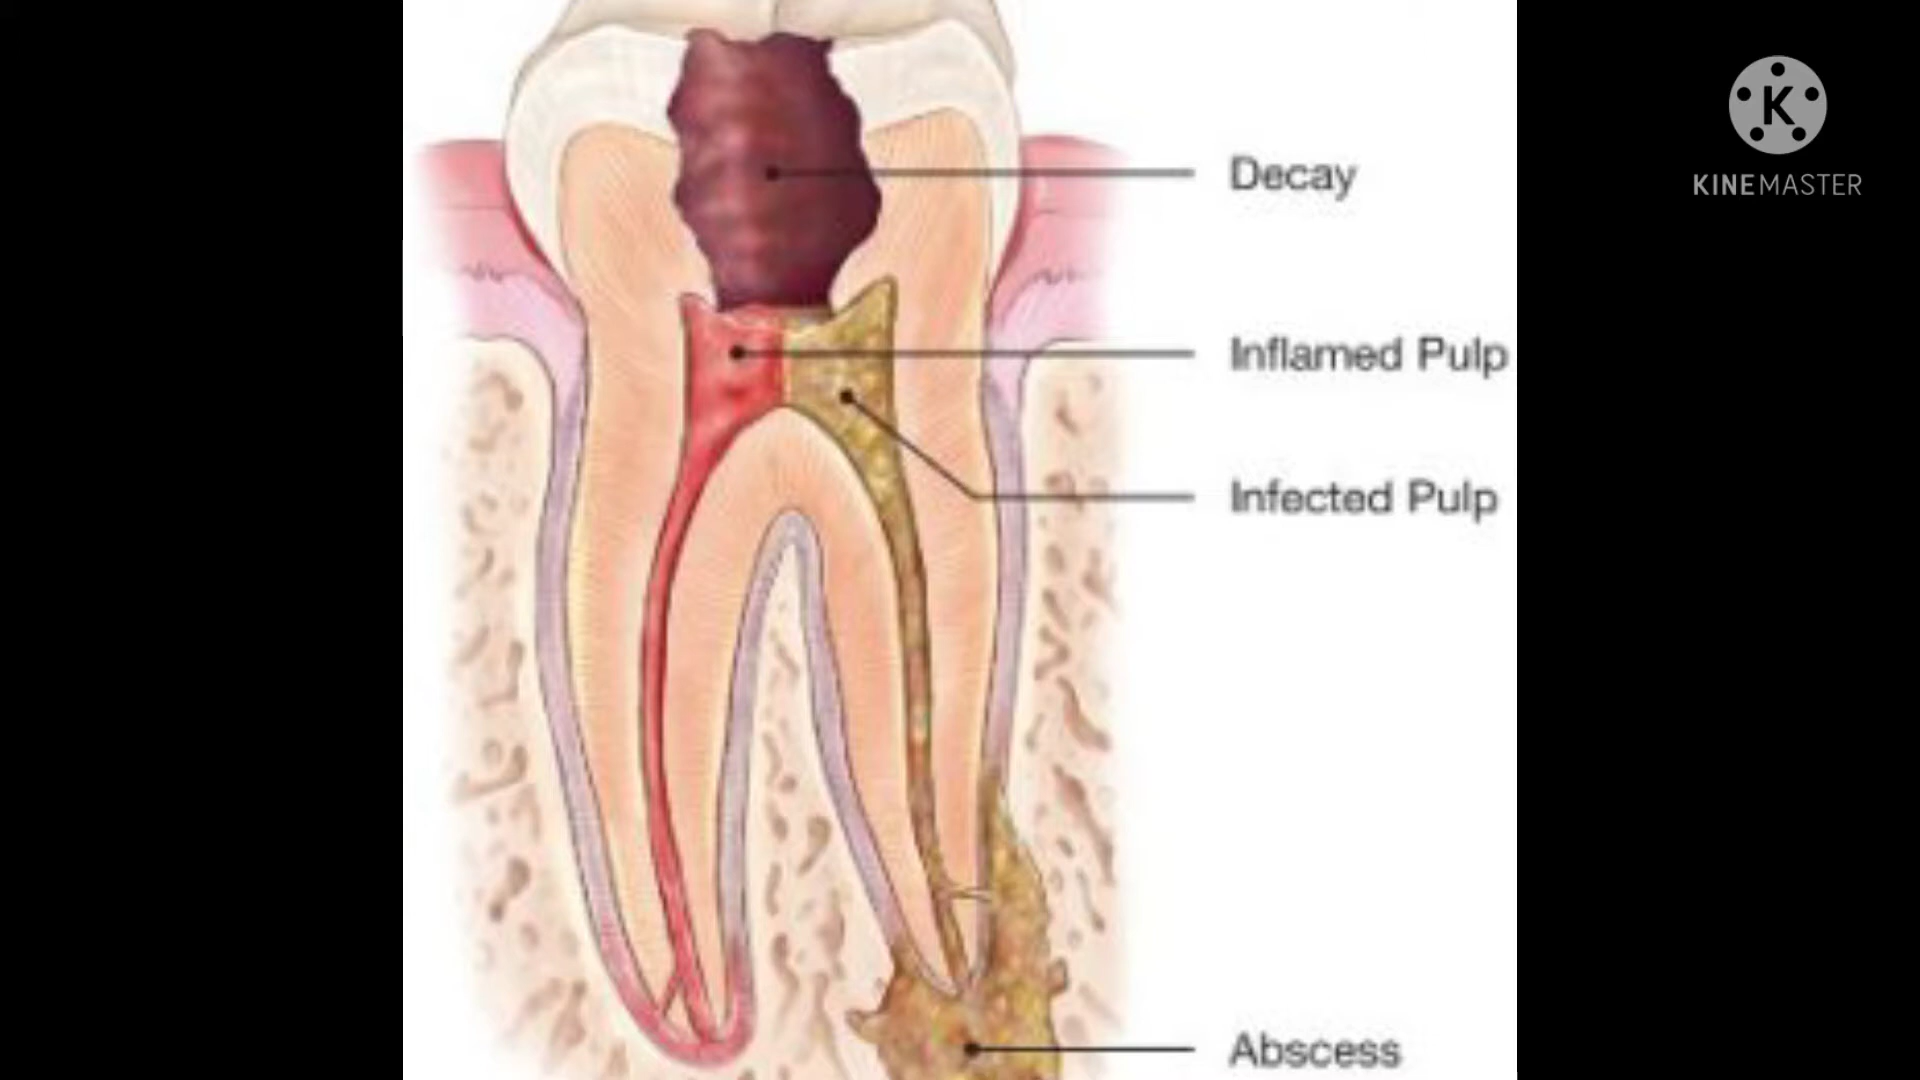 Decay
K
KINEMASTER
Inflamed Pulp
Infected Pulp
Abscess